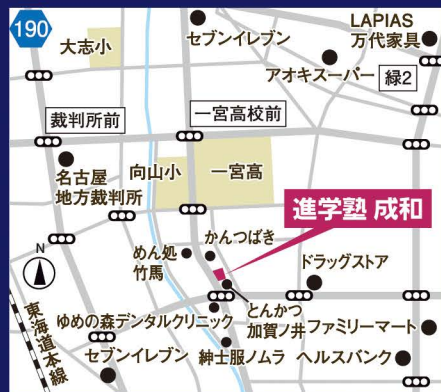 190
大志小
セブンイレブン
LAPIAS
万代家具
アオキスーパー
緑2
裁判所前
一宮高校前
名古屋
地方裁判所
向山小
一宮高
進学塾 成和
かんつばき
めん処
竹馬
ドラッグストア
N
とんかつ
加賀ノ井
ゆめの森デンタルクリニック
ファミリーマート
東海道本線
セブンイレブン
紳士服ノムラ
ヘルスバンク